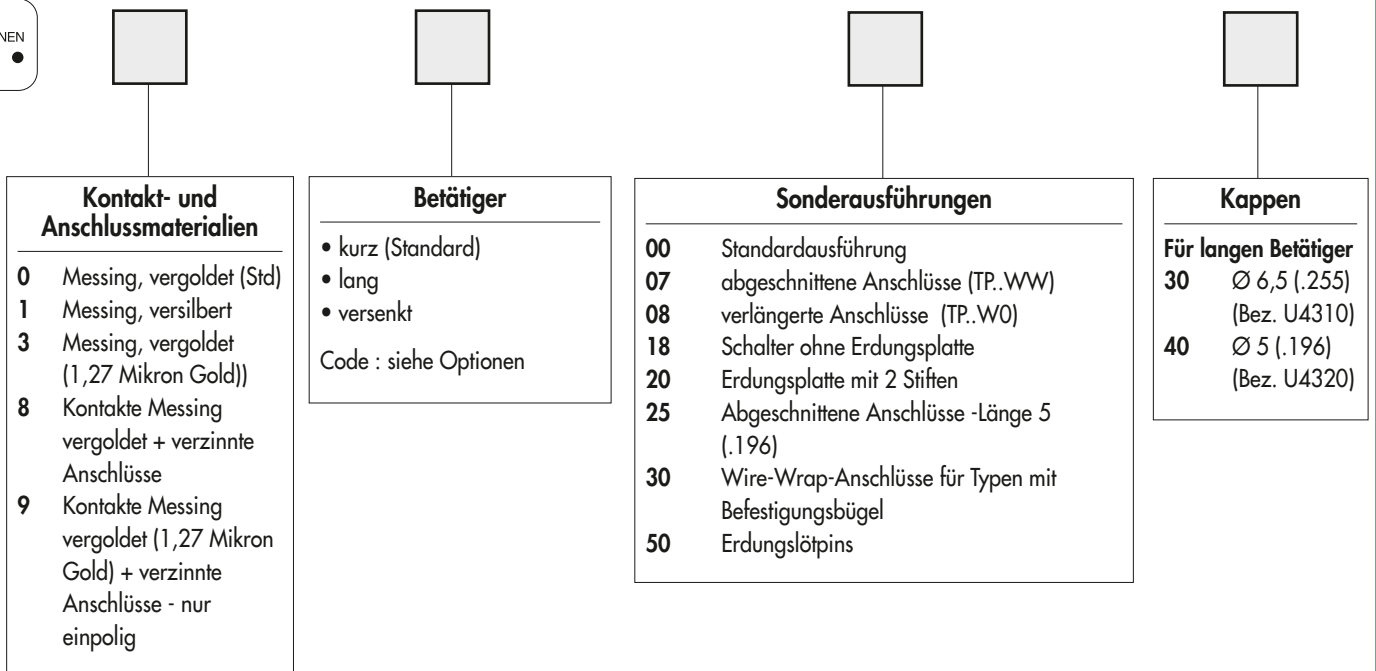 Kontakt- und
Anschlussmaterialien
0 Messing, vergoldet (Std)
1 Messing, versilbert
3 Messing, vergoldet
(1,27 Mikron Gold))
8 Kontakte Messing
vergoldet + verzinnte
Anschlüsse
9 Kontakte Messing
vergoldet (1,27 Mikron
Gold) + verzinnte
Anschlüsse - nur
einpolig
Betätiger
• kurz (Standard)
• lang
• versenkt
Code : siehe Optionen
Sonderausführungen
00 Standardausführung
07 abgeschnittene Anschlüsse (TP..WW)
08 verlängerte Anschlüsse (TP..W0)
18 Schalter ohne Erdungsplatte
20 Erdungsplatte mit 2 Stiften
25 Abgeschnittene Anschlüsse -Länge 5
(.196)
30 Wire-Wrap-Anschlüsse für Typen mit
Befestigungsbügel
50 Erdungslötpins
Kappen
Für langen Betätiger
30 Ø 6,5 (.255)
(Bez. U4310)
40 Ø 5 (.196)
(Bez. U4320)